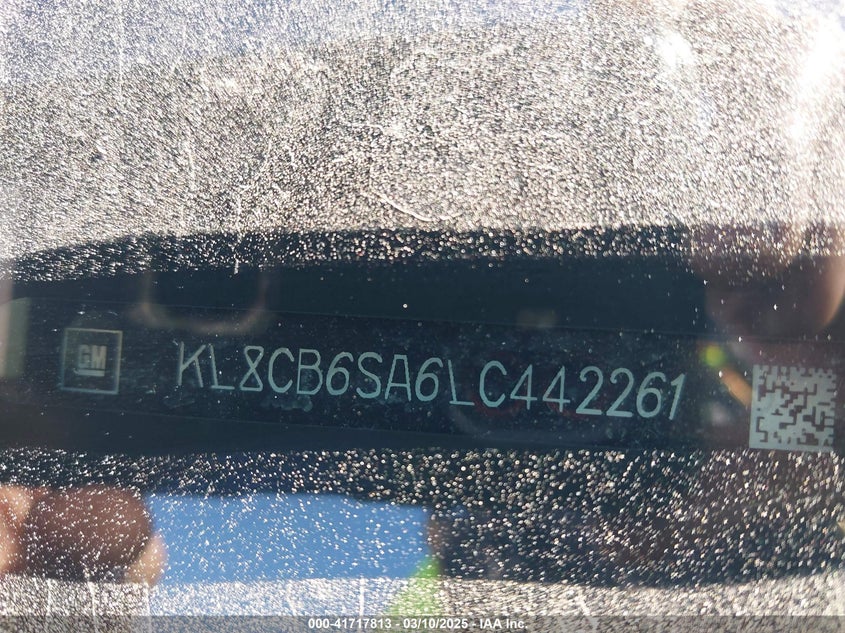 GM
KL8CB6SA6LC442261
000-41717813 - 03/10/2025 - IAA Inc.